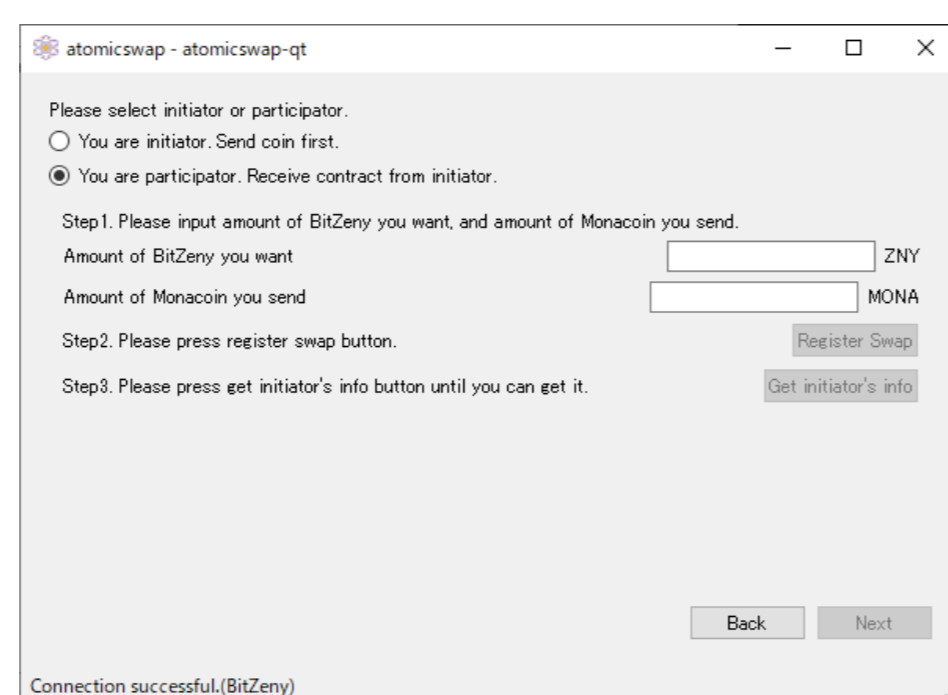 atomicswap - atomicswap-qt
Please select initiator or participator.
You are initiator. Send coin first.
You are participator. Receive contract from initiator.
Step1. Please input amount of BitZeny you want, and amount of Monacoin you send.
Amount of BitZeny you want ZNY
Amount of Monacoin you send MONA
Step2. Please press register swap button. Register Swap
Step3. Please press get initiator's info button until you can get it. Get initiator's info
Back Next
Connection successful.(BitZeny)